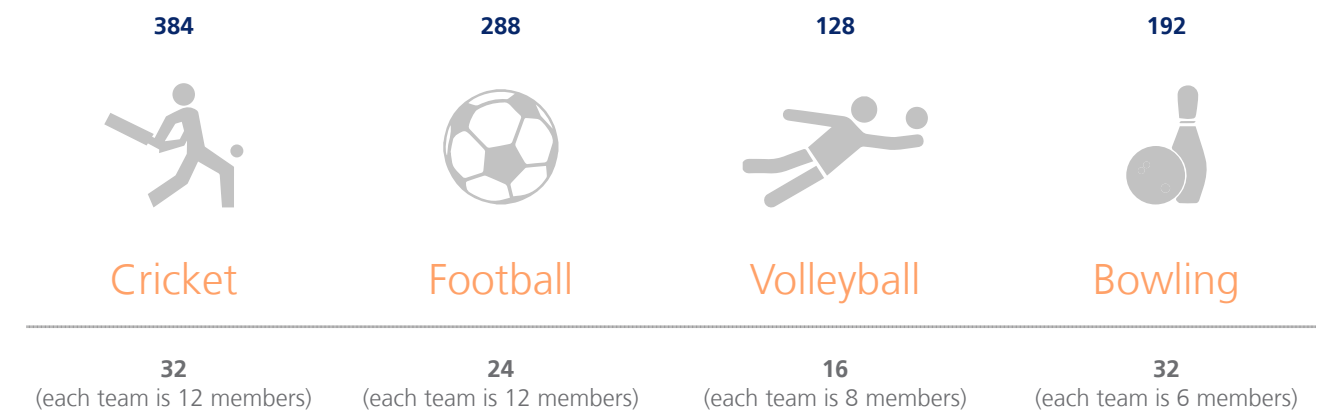 384 288 128 192
Cricket Football Volleyball Bowling
32 24 16 32
(each team is 12 members) (each team is 12 members) (each team is 8 members) (each team is 6 members)